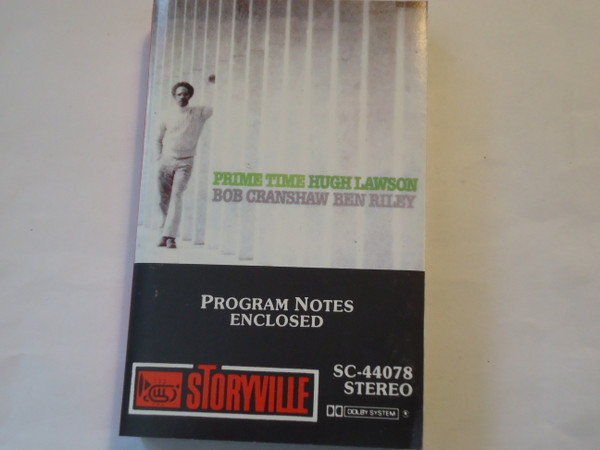 PRIME TIME HUGH LAWSON
BOB CRANSHAW BEN RILEY
PROGRAM NOTES
ENCLOSED
STORYVILLE
SC-44078
STEREO
DOLBY SYSTEM ®